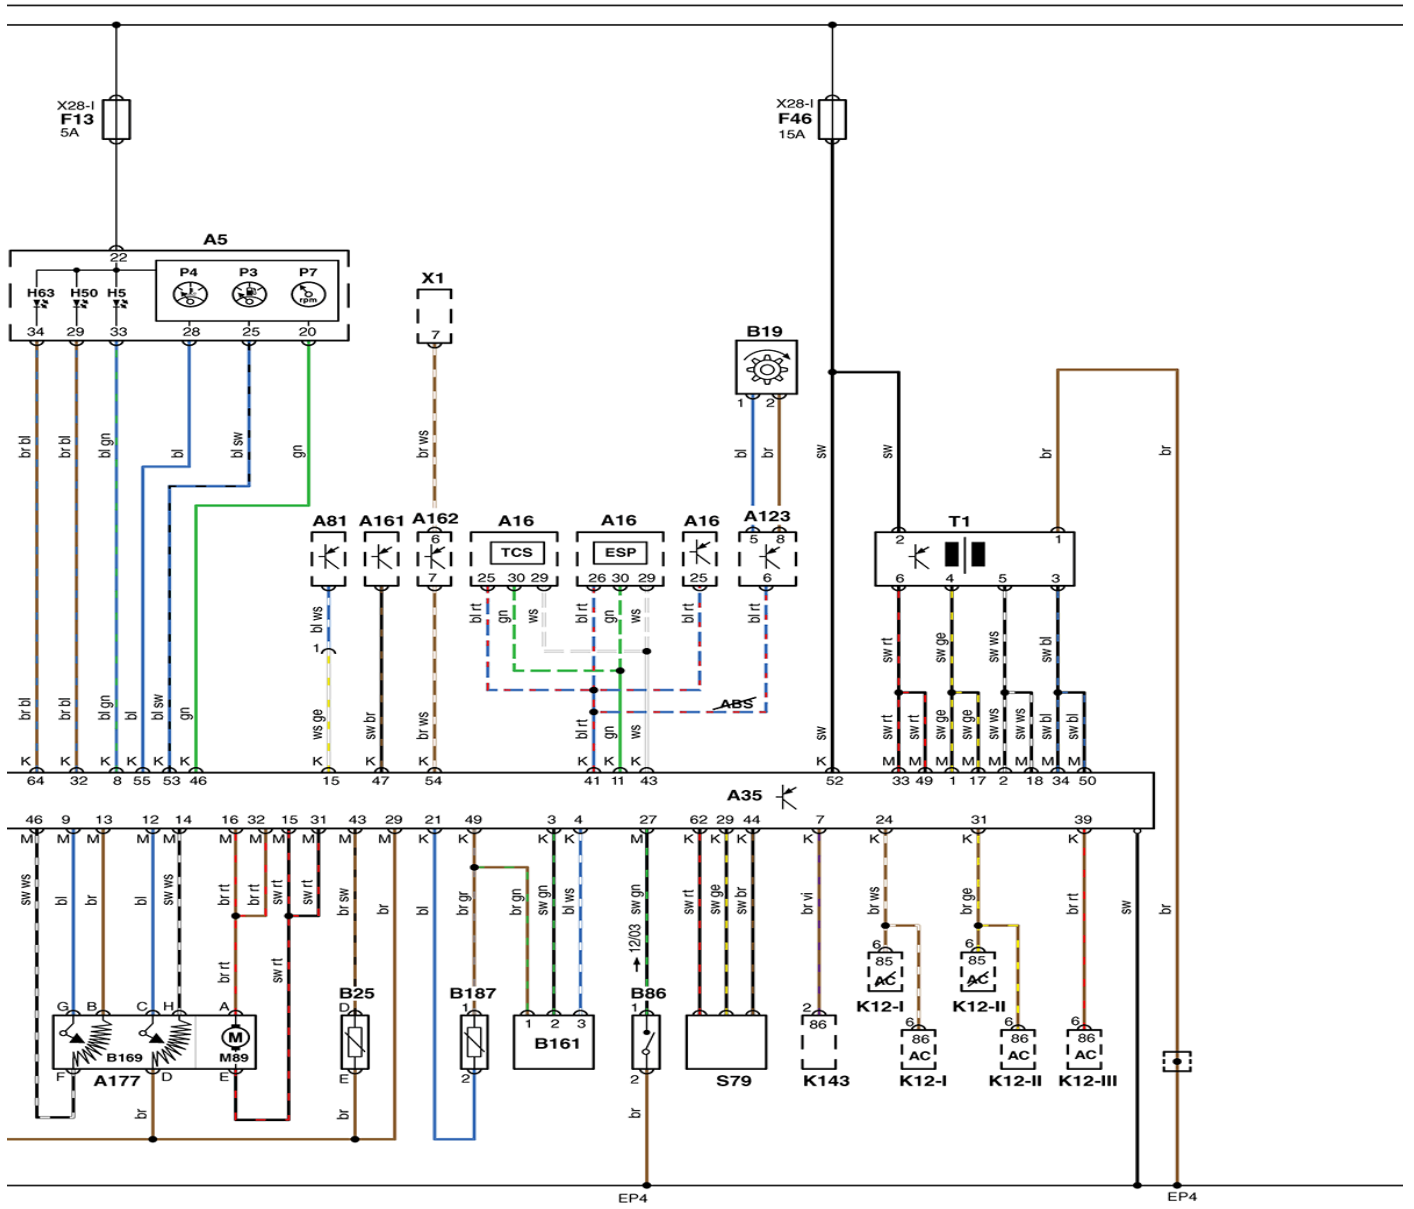 X28-I
F13
5A
X28-I
F46
15A
A5
22
P4 P3 P7
H63 H50 H5
rpm
34 29 33 28 25 20
X1
7
B19
1 2
br bl br bl bl gn bl bl sw gn br ws bl br sw sw br br
A81 A161 A162 A16 A16 A16 A123 T1
6 5 8 2 1
TCS ESP
7 25 30 29 26 30 29 25 6 6 4 5 3
bl ws bl rt gn ws bl rt gn ws bl rt bl rt sw rt sw ge sw ws sw bl
1
ABS
br bl br bl bl gn bl bl sw gn ws ge sw br br ws bl rt gn ws sw sw rt sw rt sw ge sw ge sw ws sw ws sw bl sw bl
K K K K K K K K K K K K K M M M M M M M M
64 32 8 55 53 46 15 47 54 41 11 43 52 33 49 1 17 2 18 34 50
A35
46 9 13 12 14 16 32 15 31 43 29 21 49 3 4 27 62 29 44 7 24 31 39
M M M M M M M M M M M K K K K M K K K K K K K
sw ws bl br bl sw ws br rt br rt sw rt sw rt br sw br bl br gr br gn sw gn bl ws sw gn sw rt sw ge sw br br vi br ws br ge br rt sw br
12/03
br rt sw rt
6 6
85 85
AC AC
K12-I K12-II
B25 B187 B86
G B C H A D 1 1 2 3 1 2 6 6 6
M
B169 M89
B161
86 86 86 86
AC AC AC
F D E E 2 2
A177 S79 K143 K12-I K12-II K12-III
br br br
EP4 EP4